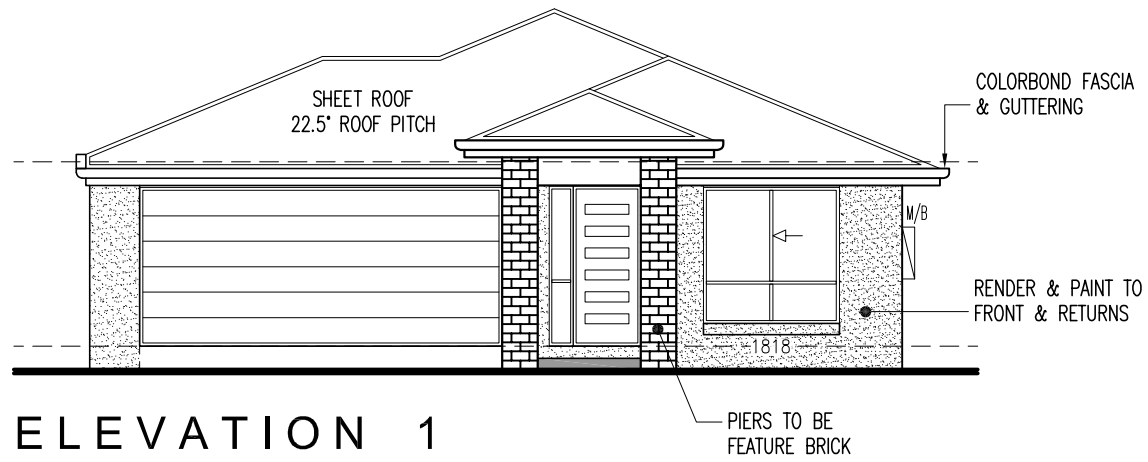 SHEET ROOF
22.5° ROOF PITCH
COLORBOND FASCIA
& GUTTERING
M/B
RENDER & PAINT TO
FRONT & RETURNS
1818
PIERS TO BE
FEATURE BRICK
ELEVATION 1